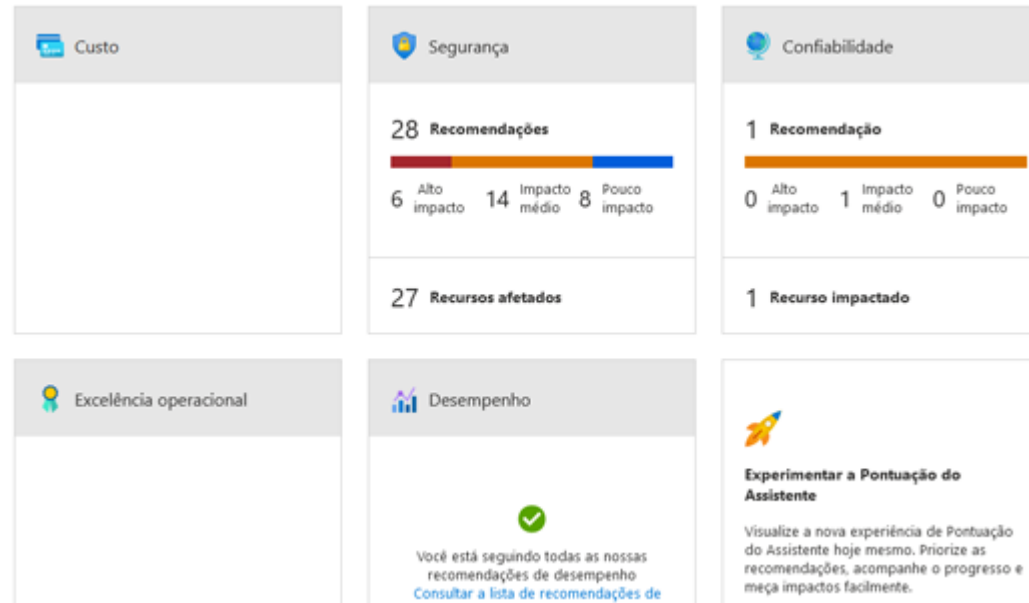 Custo
Segurança
Confiabilidade
28 Recomendações
6 Alto impacto 14 Impacto médio 8 Pouco impacto
27 Recursos afetados
1 Recomendação
0 Alto impacto 1 Impacto médio 0 Pouco impacto
1 Recurso impactado
Excelência operacional
Desempenho
Você está seguindo todas as nossas
recomendações de desempenho
Consultar a lista de recomendações de
Experimentar a Pontuação do
Assistente
Visualize a nova experiência de Pontuação
do Assistente hoje mesmo. Priorize as
recomendações, acompanhe o progresso e
meça impactos facilmente.